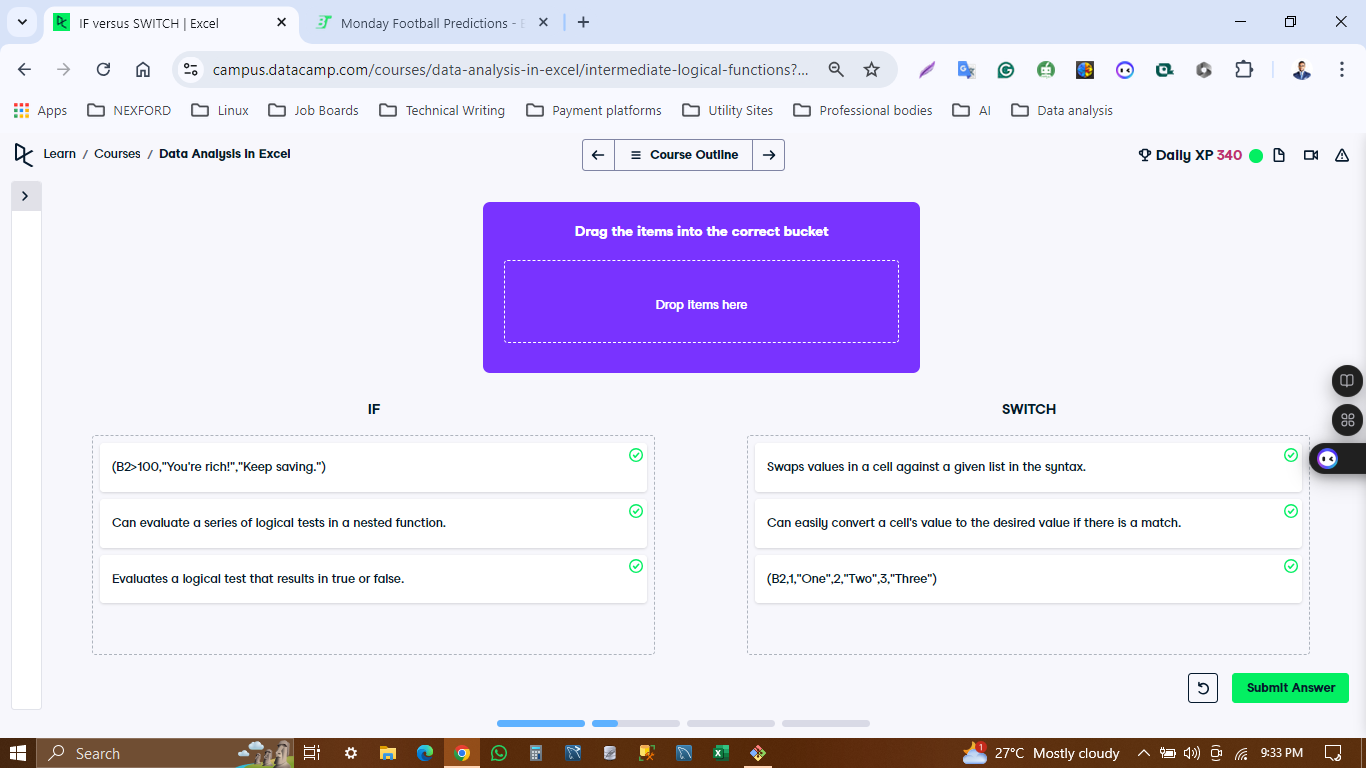 IF versus SWITCH | Excel
Monday Football Predictions -
campus.datacamp.com/courses/data-analysis-in-excel/intermediate-logical-functions?...
Apps
NEXFORD
Linux
Job Boards
Technical Writing
Payment platforms
Utility Sites
Professional bodies
AI
Data analysis
Learn / Courses / Data Analysis in Excel
Course Outline
Daily XP 340
Drag the items into the correct bucket
Drop items here
IF
(B2>100,"You're rich!","Keep saving.")
Can evaluate a series of logical tests in a nested function.
Evaluates a logical test that results in true or false.
SWITCH
Swaps values in a cell against a given list in the syntax.
Can easily convert a cell's value to the desired value if there is a match.
(B2,1,"One",2,"Two",3,"Three")
Submit Answer
Search
1
27°C Mostly cloudy
9:33 PM